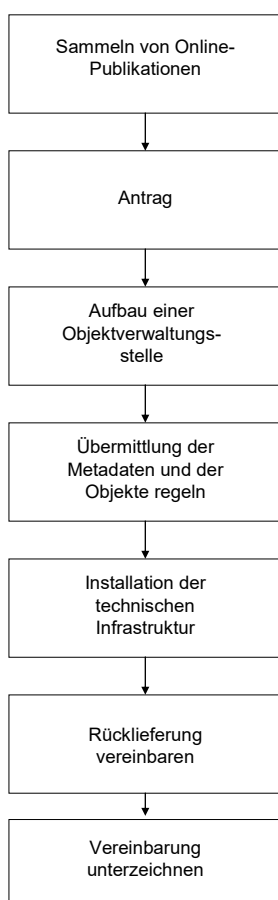 Sammeln von Online-
Publikationen
Antrag
Aufbau einer
Objektverwaltungs-
stelle
Übermittlung der
Metadaten und der
Objekte regeln
Installation der
technischen
Infrastruktur
Rücklieferung
vereinbaren
Vereinbarung
unterzeichnen